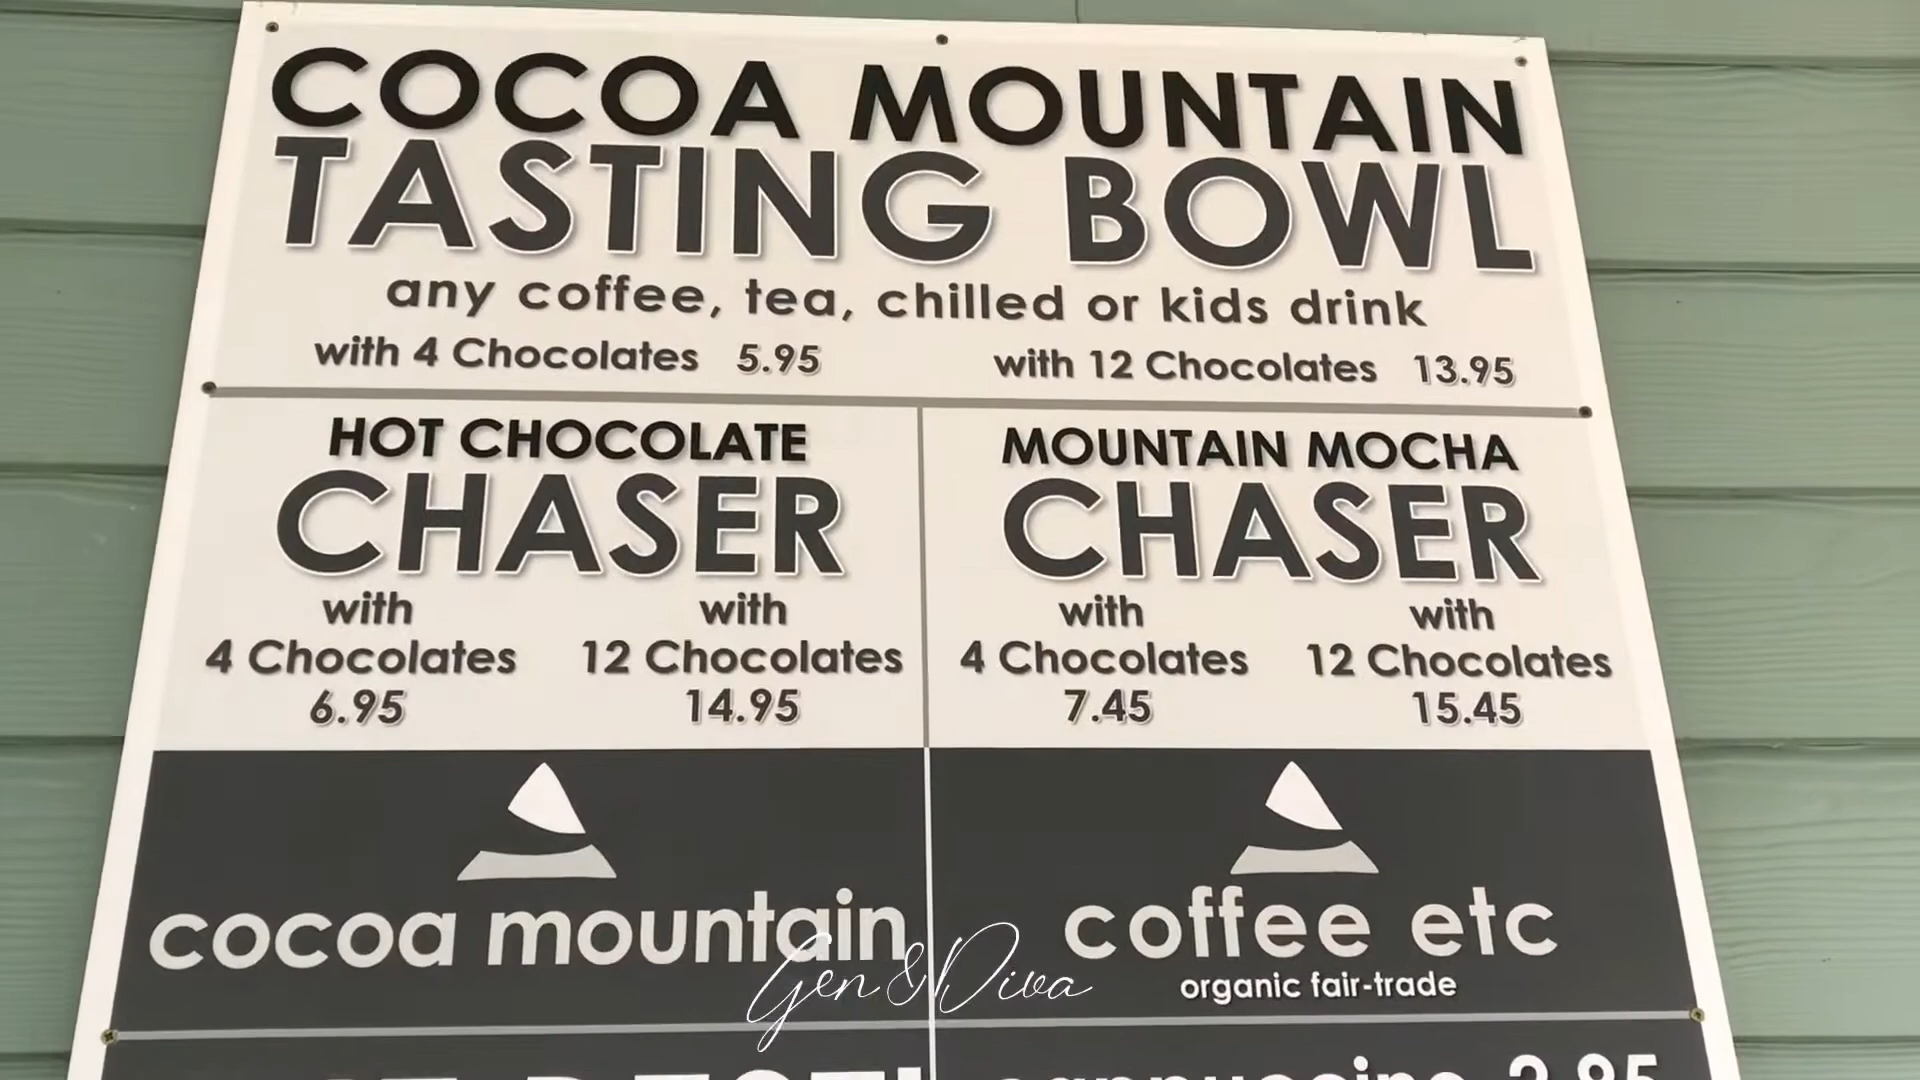 COCOA MOUNTAIN
TASTING BOWL
any coffee, tea, chilled or kids drink
with 4 Chocolates 5.95
with 12 Chocolates 13.95
HOT CHOCOLATE
CHASER
with
4 Chocolates
6.95
with
12 Chocolates
14.95
MOUNTAIN MOCHA
CHASER
with
4 Chocolates
7.45
with
12 Chocolates
15.45
cocoa mountain
coffee etc
organic fair-trade
Gen & Diva
cappuccino